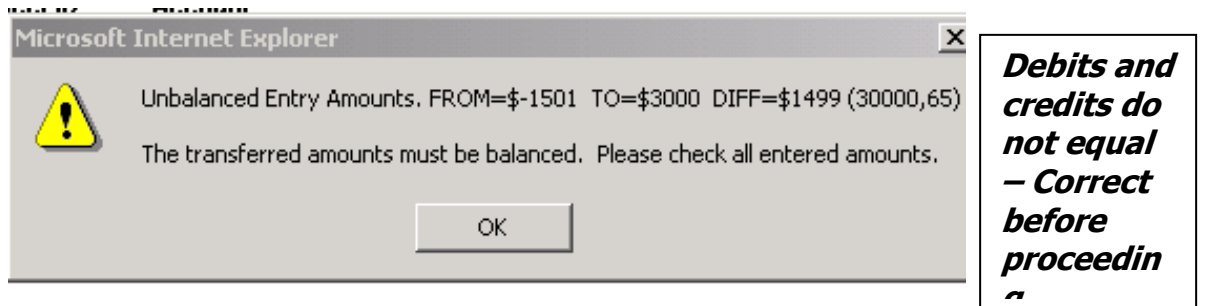 Microsoft Internet Explorer
Unbalanced Entry Amounts. FROM=$-1501 TO=$3000 DIFF=$1499 (30000,65)
The transferred amounts must be balanced. Please check all entered amounts.
OK
Debits and
credits do
not equal
– Correct
before
proceedin